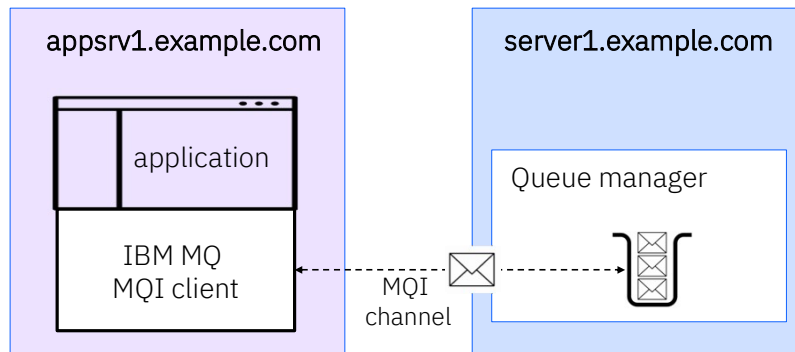 appsrv1.example.com
server1.example.com
application
Queue manager
IBM MQ
MQI client
MQI
channel